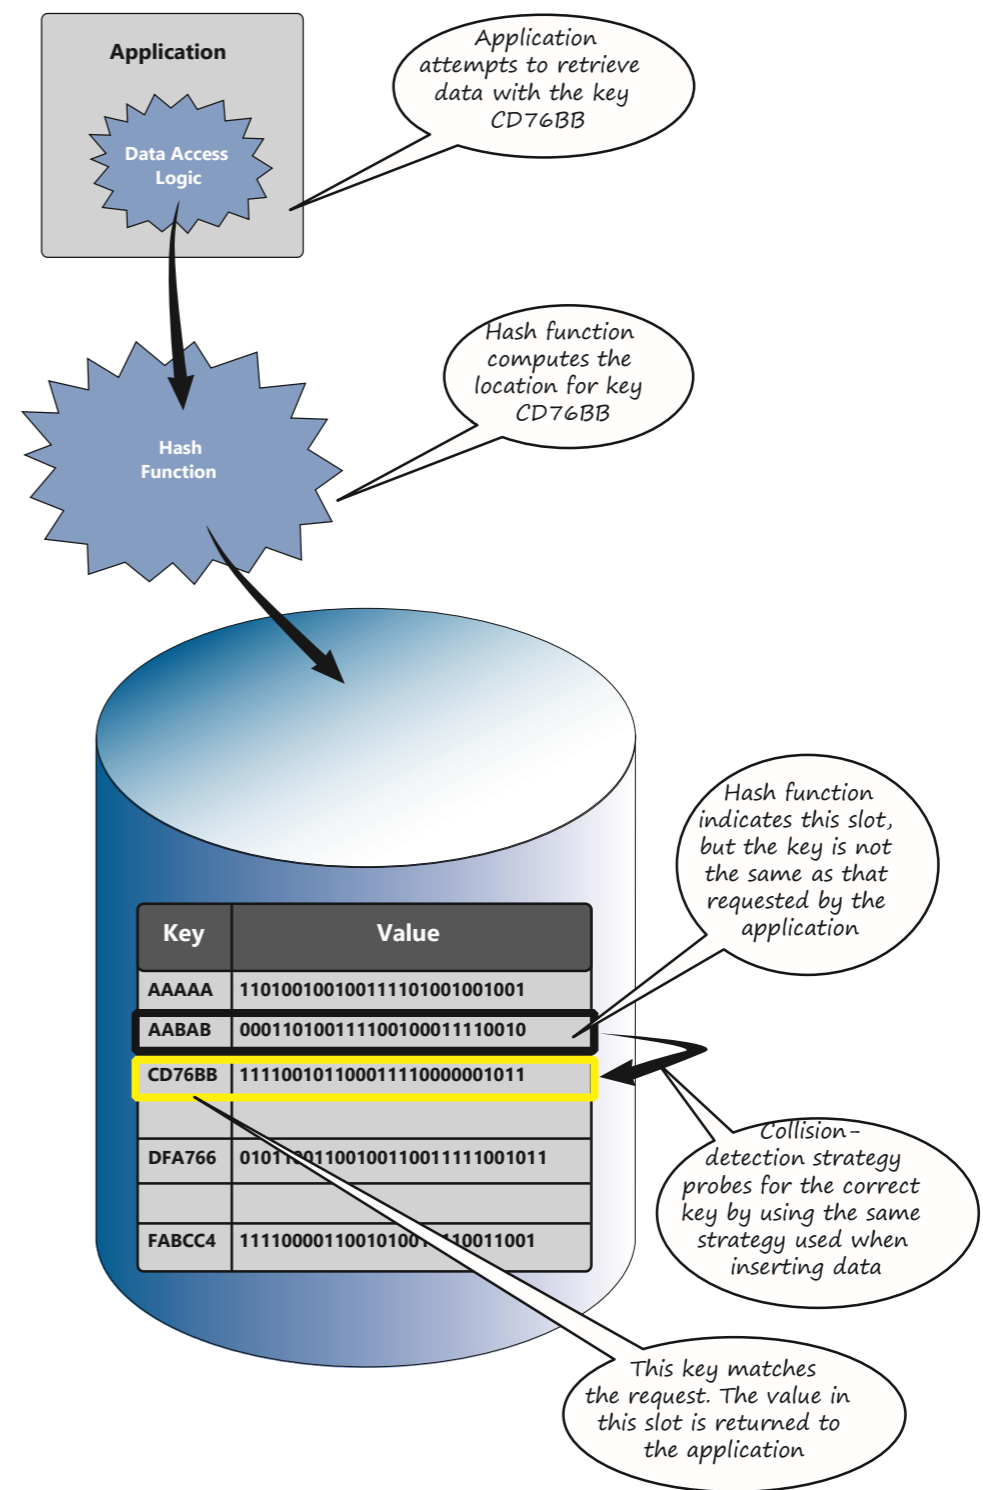 Application
Data Access
Logic
Application
attempts to retrieve
data with the key
CD76BB
Hash function
computes the
location for key
CD76BB
Hash
Function
Hash function
indicates this slot,
but the key is not
the same as that
requested by the
application
Key Value
AAAAA 110100100100111101001001001
AABAB 000110100111100100011110010
CD76BB 1111001011000111110000001011
DFA766
FABCC4
Collision-
detection strategy
probes for the correct
key by using the same
strategy used when
inserting data
This key matches
the request. The value in
this slot is returned to
the application